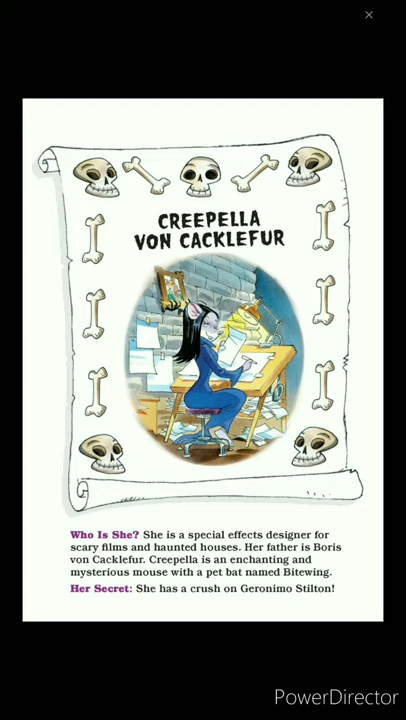 CREEPELLA
VON CACKLEFUR
Who Is She? She is a special effects designer for
scary films and haunted houses. Her father is Boris
von Cacklefur. Creepella is an enchanting and
mysterious mouse with a pet bat named Bitewing.
Her Secret: She has a crush on Geronimo Stilton!
PowerDirector